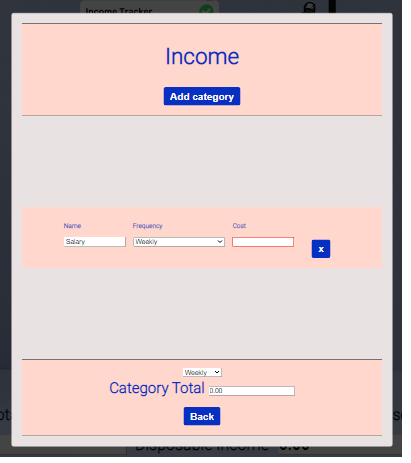 Income Tracker
Income
Add category
Name Frequency Cost
Salary Weekly
x
Weekly
Category Total 0.00
Back
Disposable Income 0.00